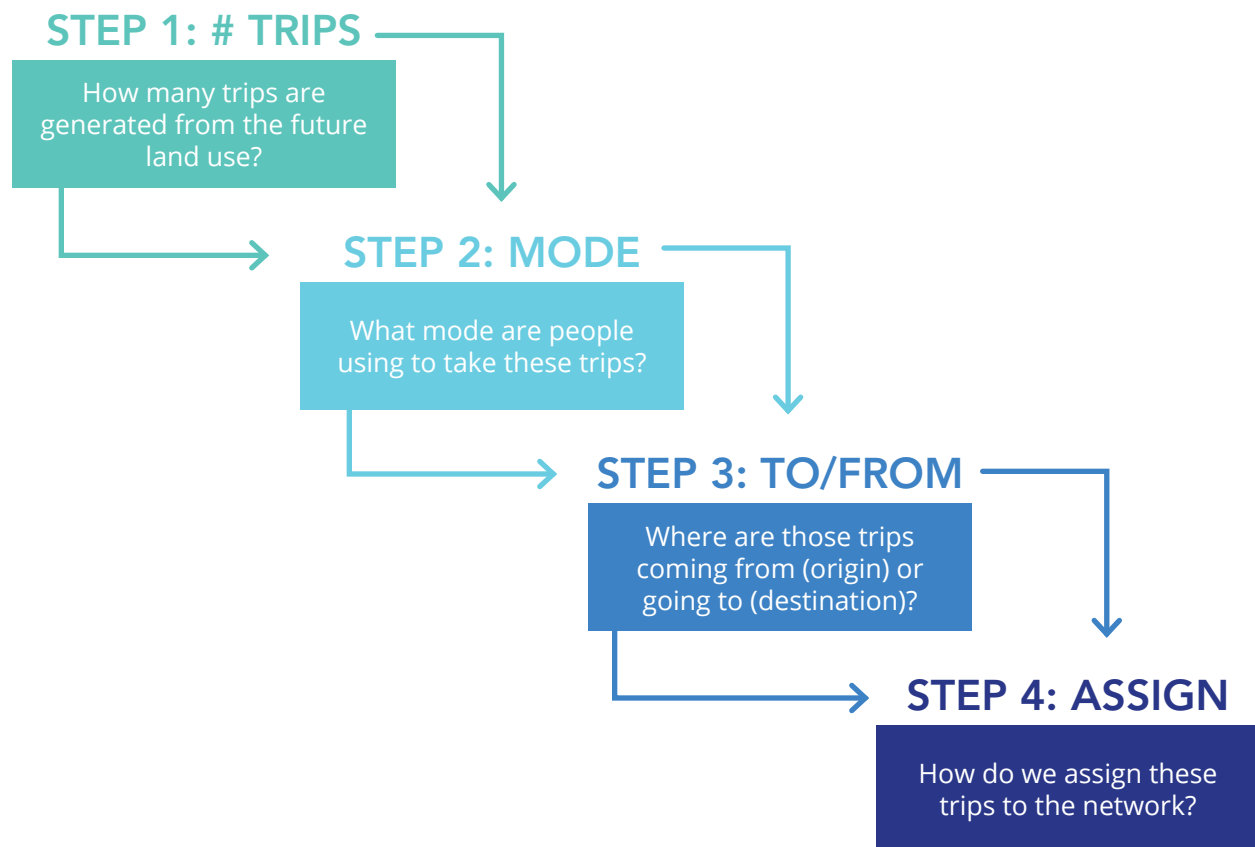 STEP 1: # TRIPS
How many trips are
generated from the future
land use?
STEP 2: MODE
What mode are people
using to take these trips?
STEP 3: TO/FROM
Where are those trips
coming from (origin) or
going to (destination)?
STEP 4: ASSIGN
How do we assign these
trips to the network?